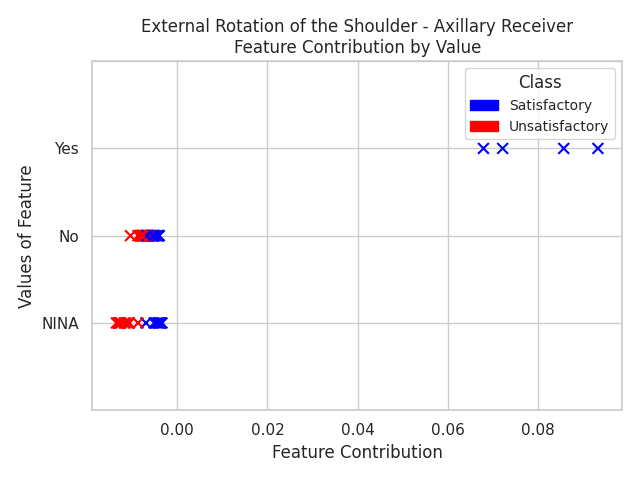 External Rotation of the Shoulder - Axillary Receiver
Feature Contribution by Value
Class
Satisfactory
Unsatisfactory
Values of Feature
Yes
No
NINA
0.00
0.02
0.04
0.06
0.08
Feature Contribution